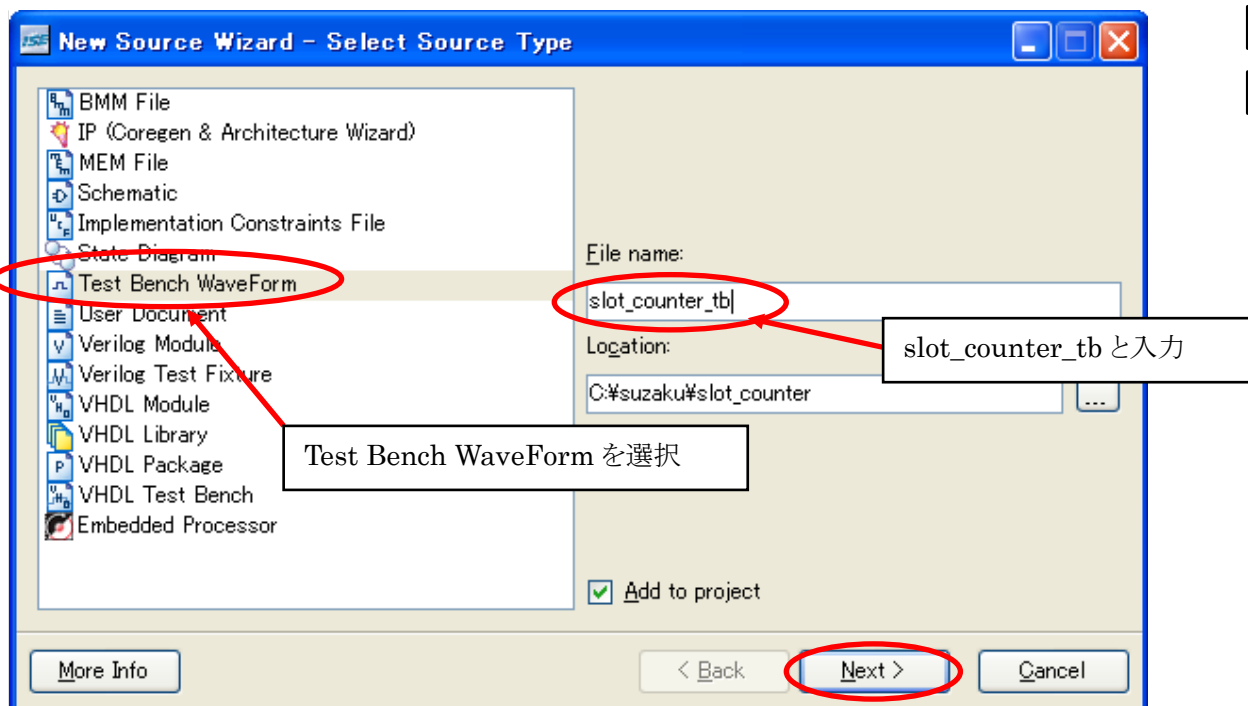 ISE New Source Wizard - Select Source Type
BMM File
IP (Coregen & Architecture Wizard)
MEM File
Schematic
Implementation Constraints File
State Diagram
Test Bench WaveForm
User Document
Verilog Module
Verilog Test Fixture
VHDL Module
VHDL Library
VHDL Package
VHDL Test Bench
Embedded Processor
Test Bench WaveForm を選択
File name:
slot_counter_tb
slot_counter_tb と入力
Location:
C:¥suzaku¥slot_counter
...
Add to project
More Info
< Back
Next >
Cancel